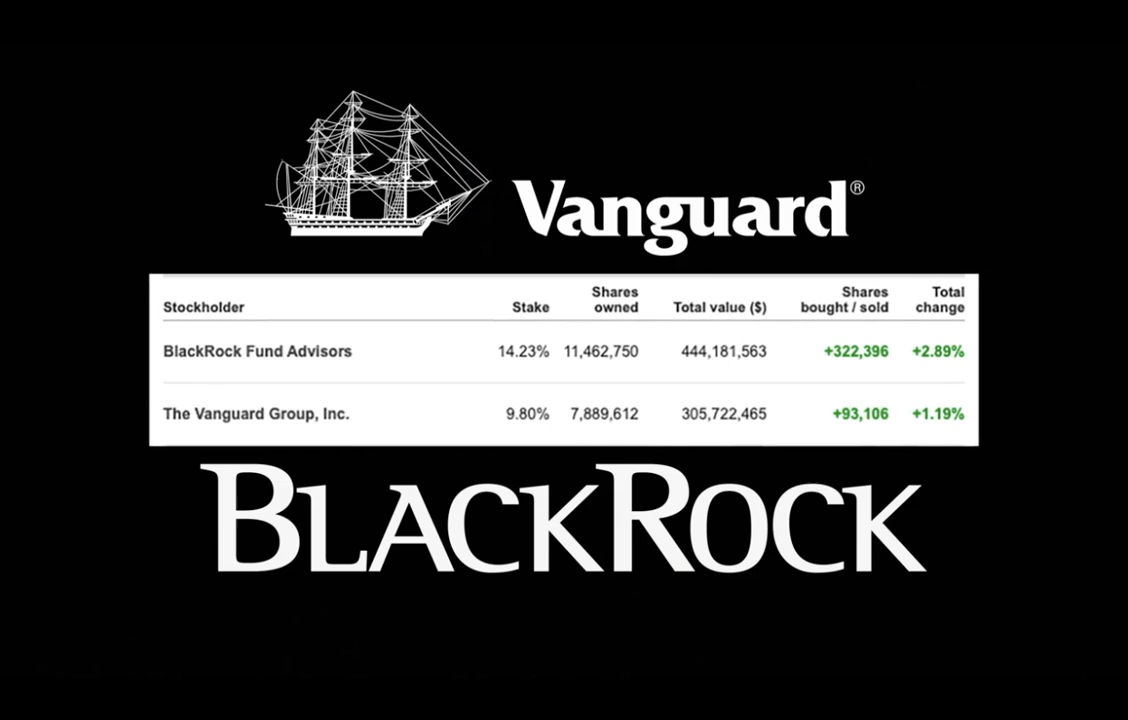 Vanguard®
Stockholder Stake Shares owned Total value ($) Shares bought / sold Total change
BlackRock Fund Advisors 14.23% 11,462,750 444,181,563 +322,396 +2.89%
The Vanguard Group, Inc. 9.80% 7,889,612 305,722,465 +93,106 +1.19%
BLACKROCK